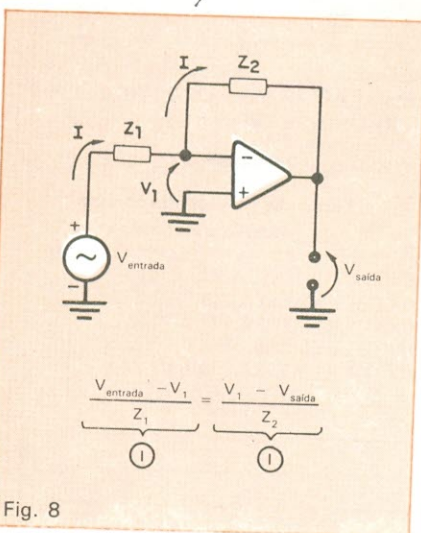 I Z2
I Z1
− 
V1 +
+
~ Ventrada
−
Vsaída
Ventrada − V1 = V1 − Vsaída
Z1 Z2
I I
Fig. 8